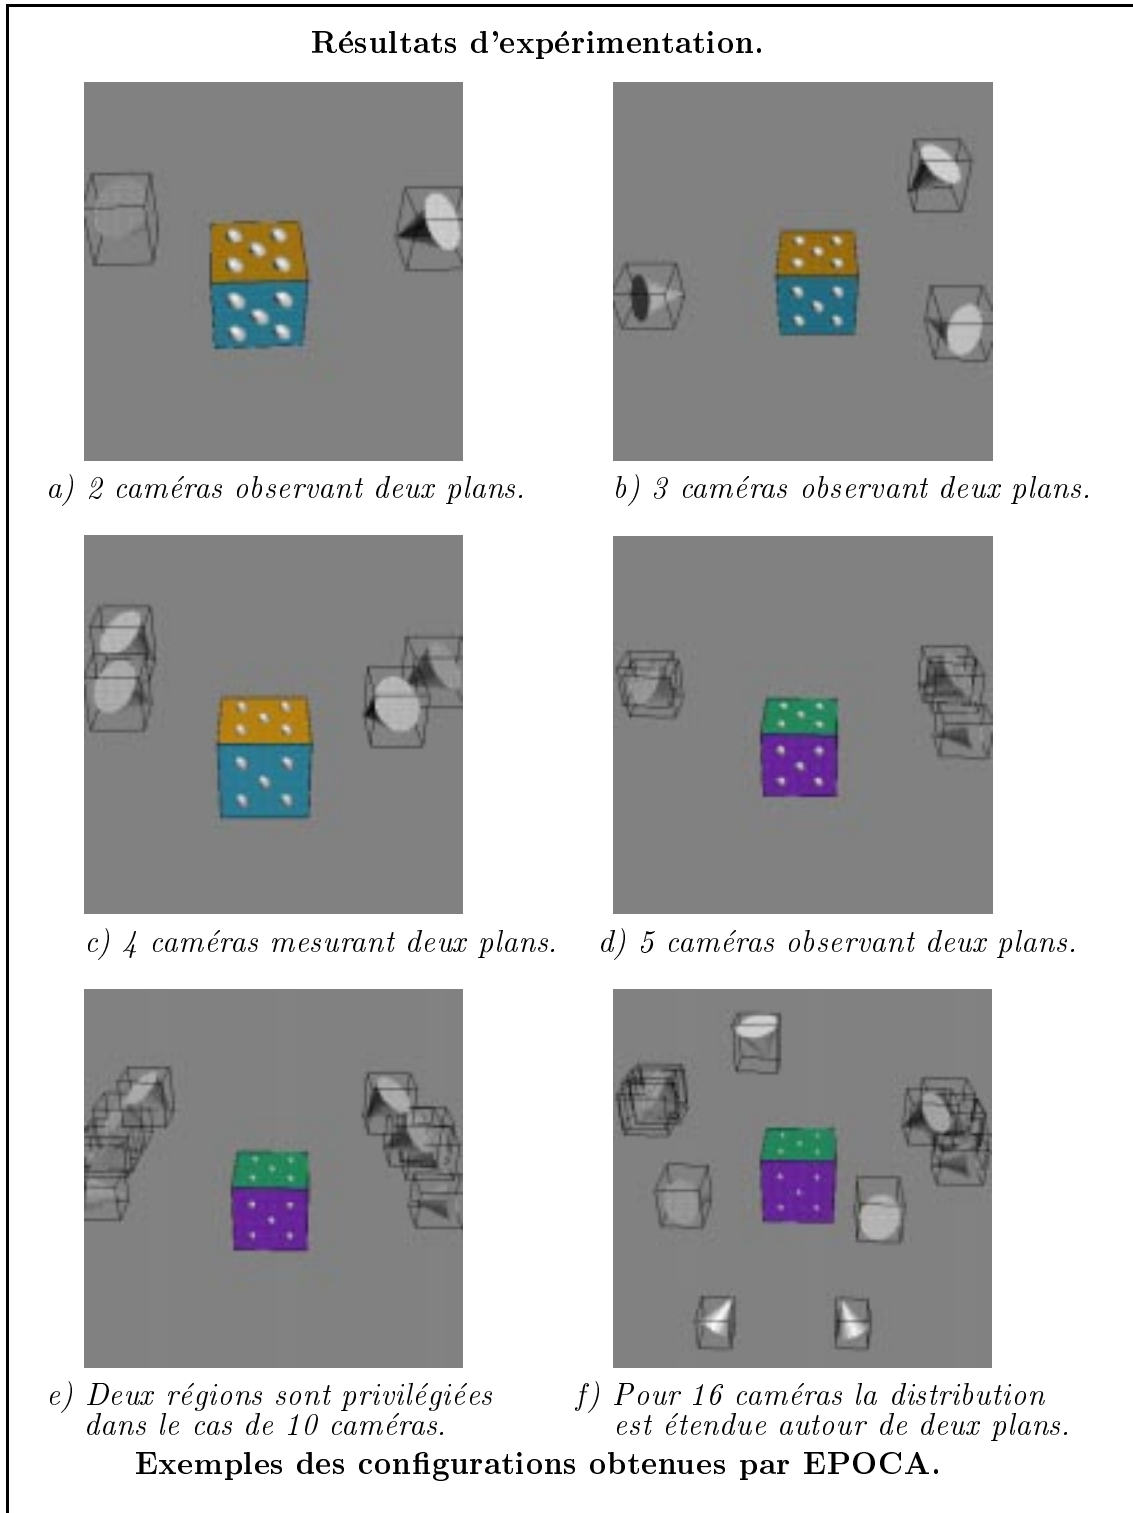 Résultats d'expérimentation.
a) 2 caméras observant deux plans.
b) 3 caméras observant deux plans.
c) 4 caméras mesurant deux plans.
d) 5 caméras observant deux plans.
e) Deux régions sont privilégiées
dans le cas de 10 caméras.
f) Pour 16 caméras la distribution
est étendue autour de deux plans.
Exemples des configurations obtenues par EPOCA.